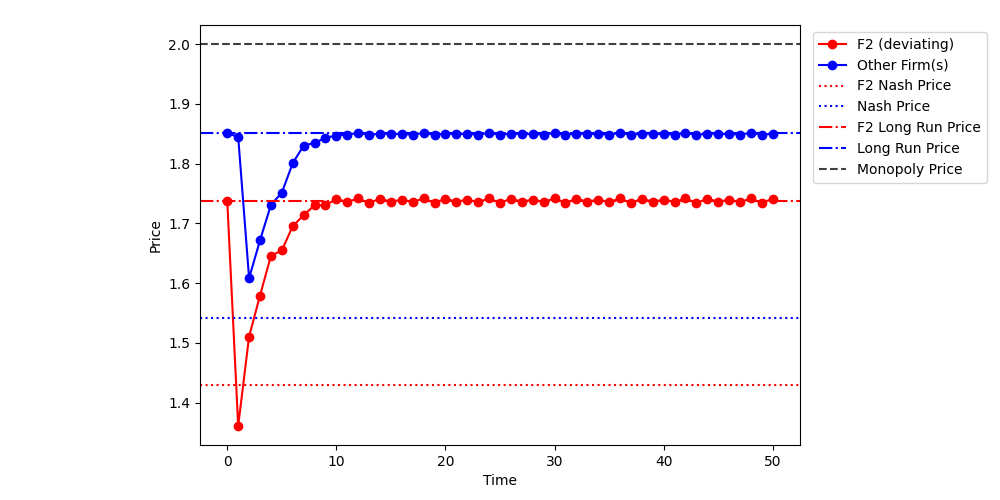 2.0
1.9
1.8
1.7
1.6
1.5
1.4
Price
0
10
20
30
40
50
Time
F2 (deviating)
Other Firm(s)
F2 Nash Price
Nash Price
F2 Long Run Price
Long Run Price
Monopoly Price